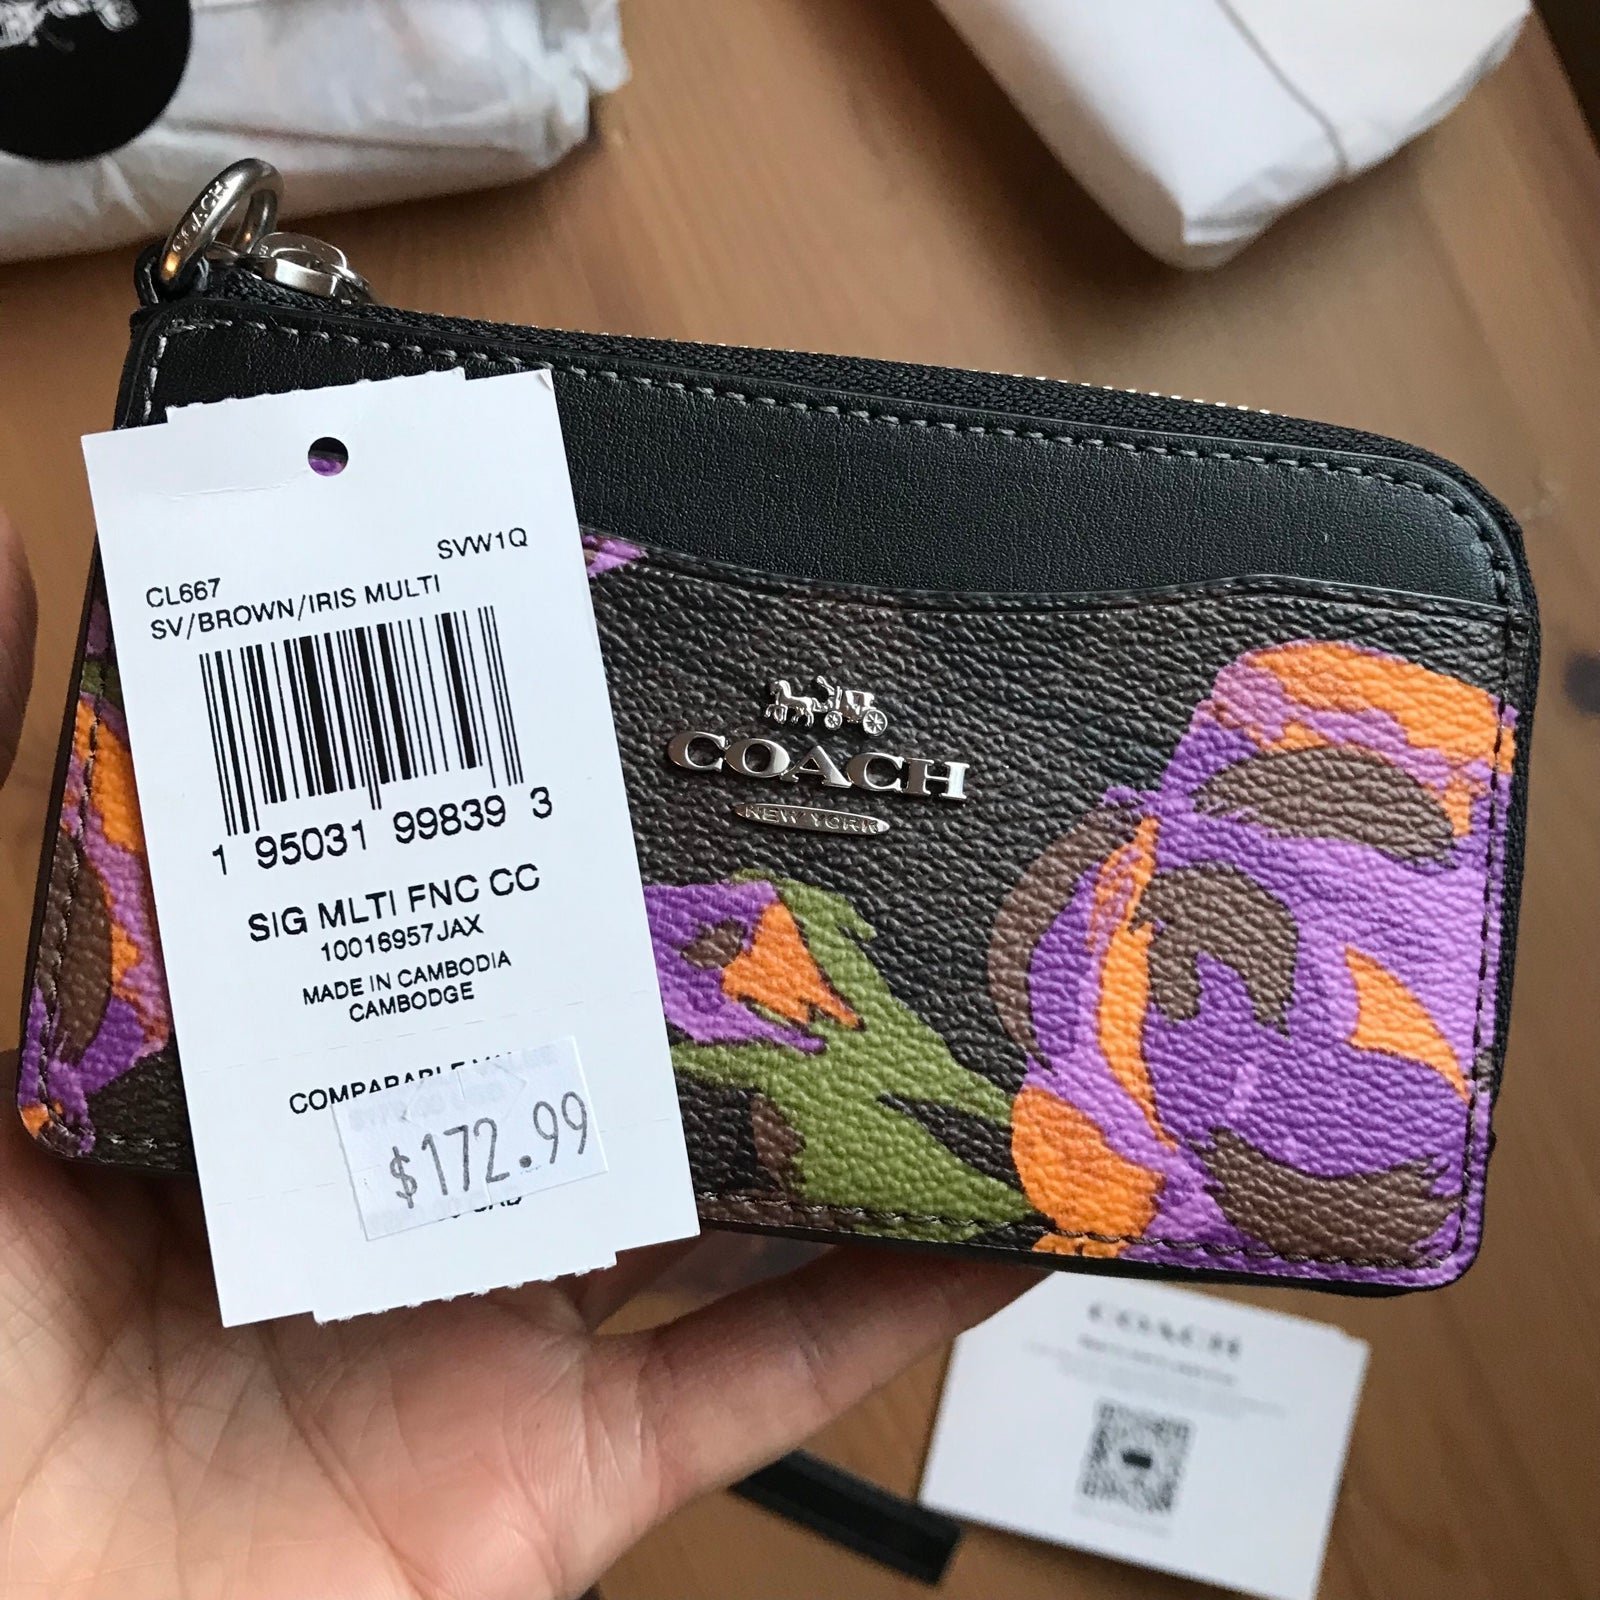 COACH
SVW1Q
CL667
SV/BROWN/IRIS MULTI
1 95031 99839 3
SIG MLTI FNC CC
10016957JAX
MADE IN CAMBODIA
CAMBODGE
COMPARABLE
$172.99
COACH
NEW YORK
COACH